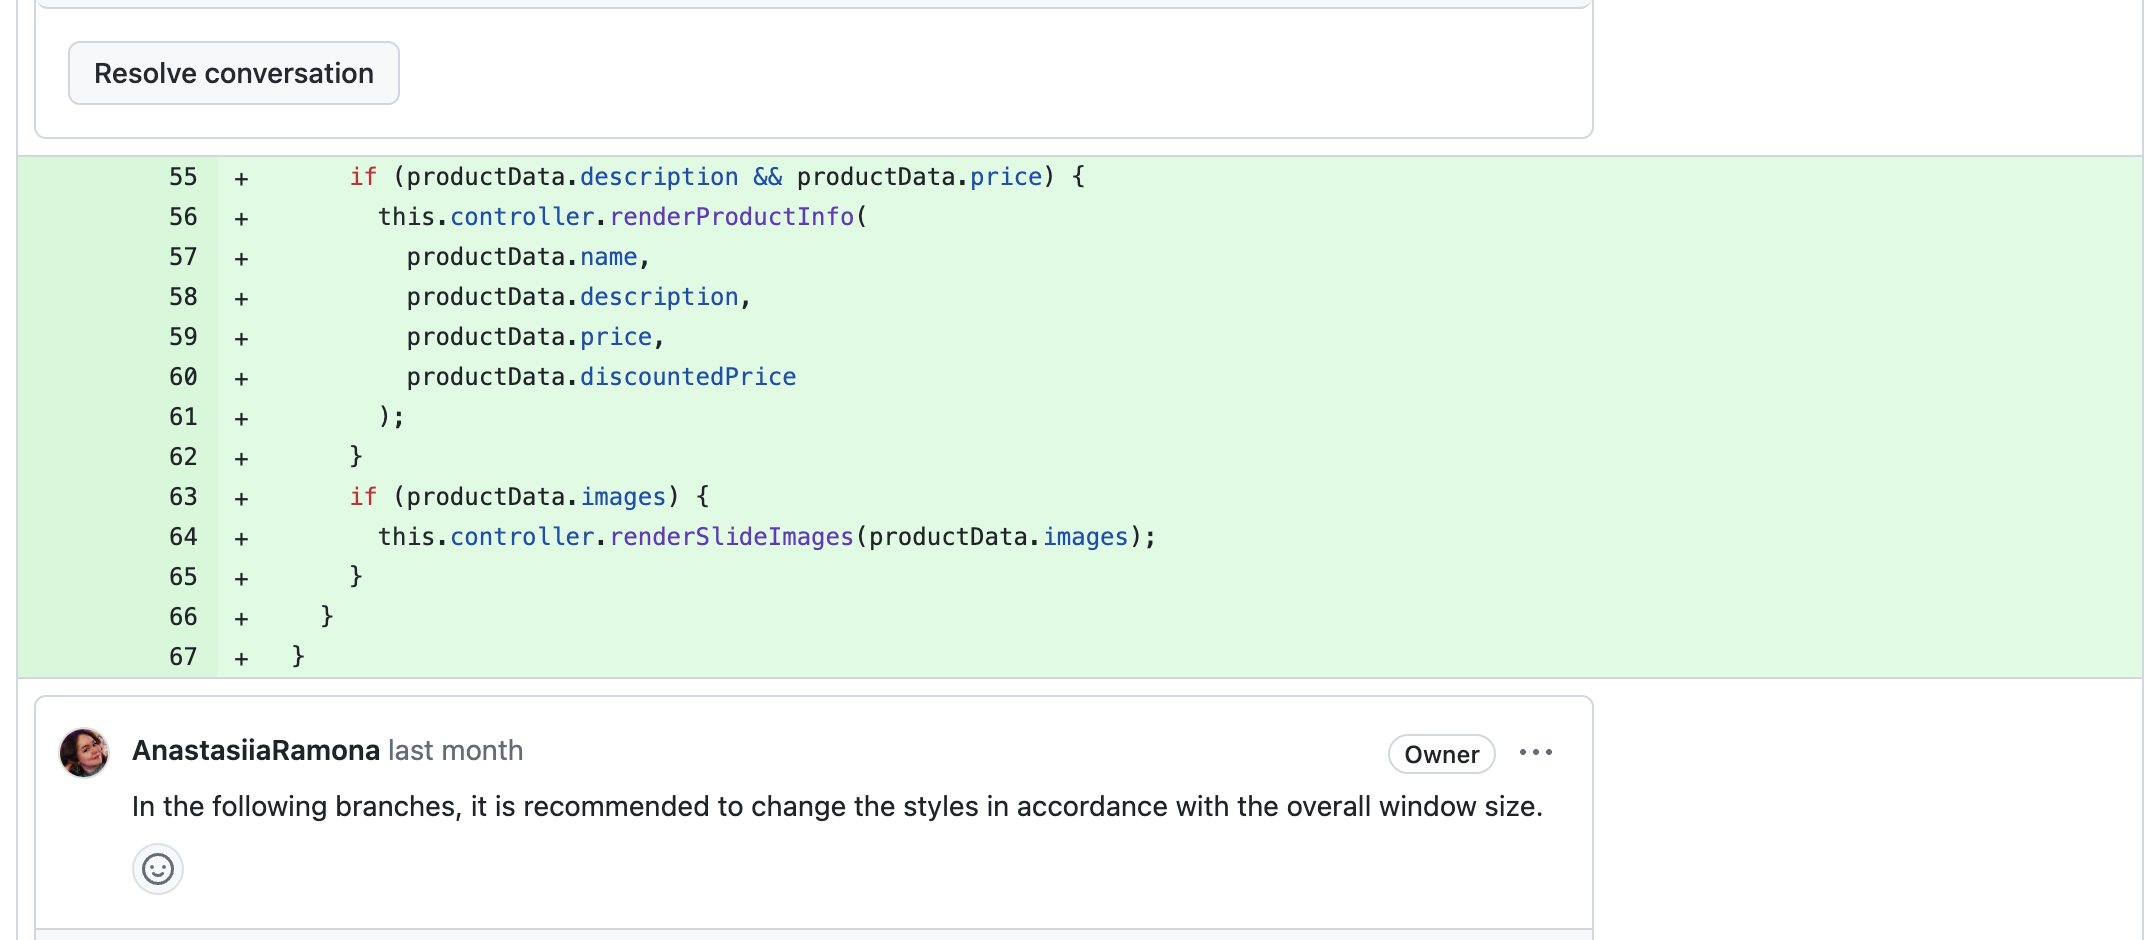 Resolve conversation
55 + if (productData.description && productData.price) {
56 + this.controller.renderProductInfo(
57 + productData.name,
58 + productData.description,
59 + productData.price,
60 + productData.discountedPrice
61 + );
62 + }
63 + if (productData.images) {
64 + this.controller.renderSlideImages(productData.images);
65 + }
66 + }
67 + }
AnastasiiaRamona last month Owner
In the following branches, it is recommended to change the styles in accordance with the overall window size.